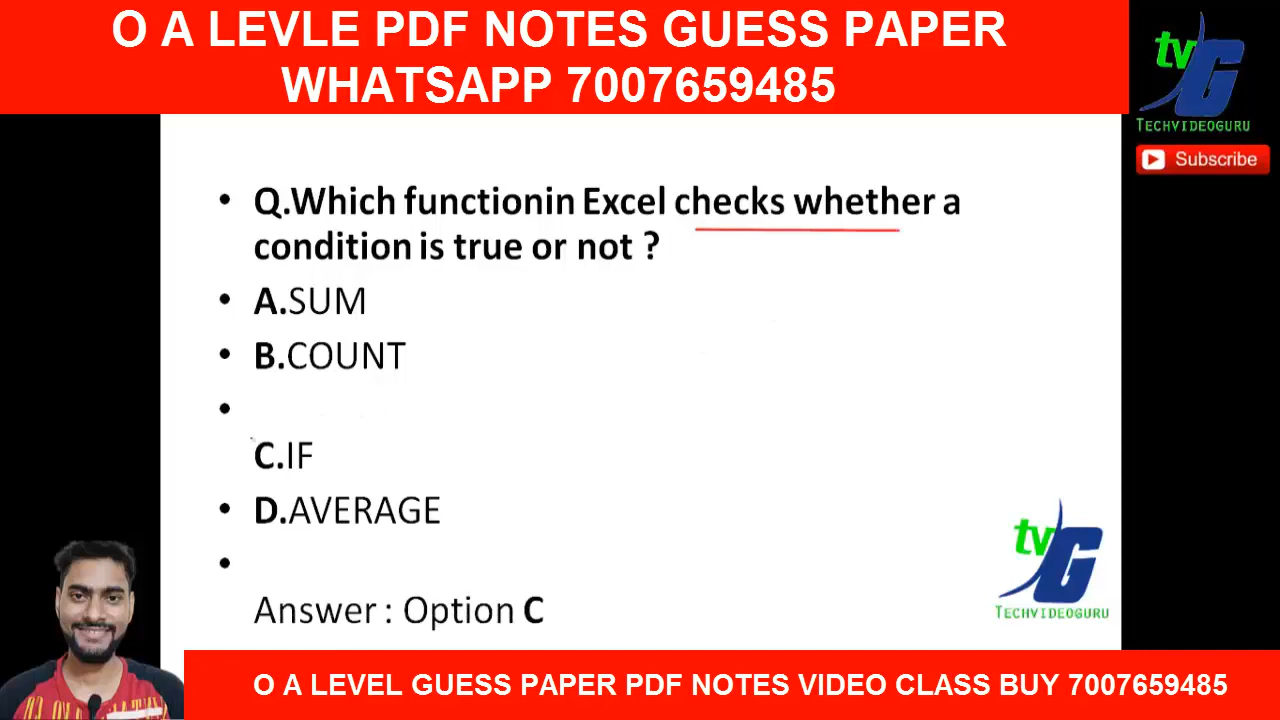 O A LEVLE PDF NOTES GUESS PAPER
WHATSAPP 7007659485
tvG
TECHVIDEOGURU
Subscribe
• Q.Which functionin Excel checks whether a
condition is true or not ?
• A.SUM
• B.COUNT
•
C.IF
• D.AVERAGE
•
Answer : Option C
tvG
TECHVIDEOGURU
O A LEVEL GUESS PAPER PDF NOTES VIDEO CLASS BUY 7007659485